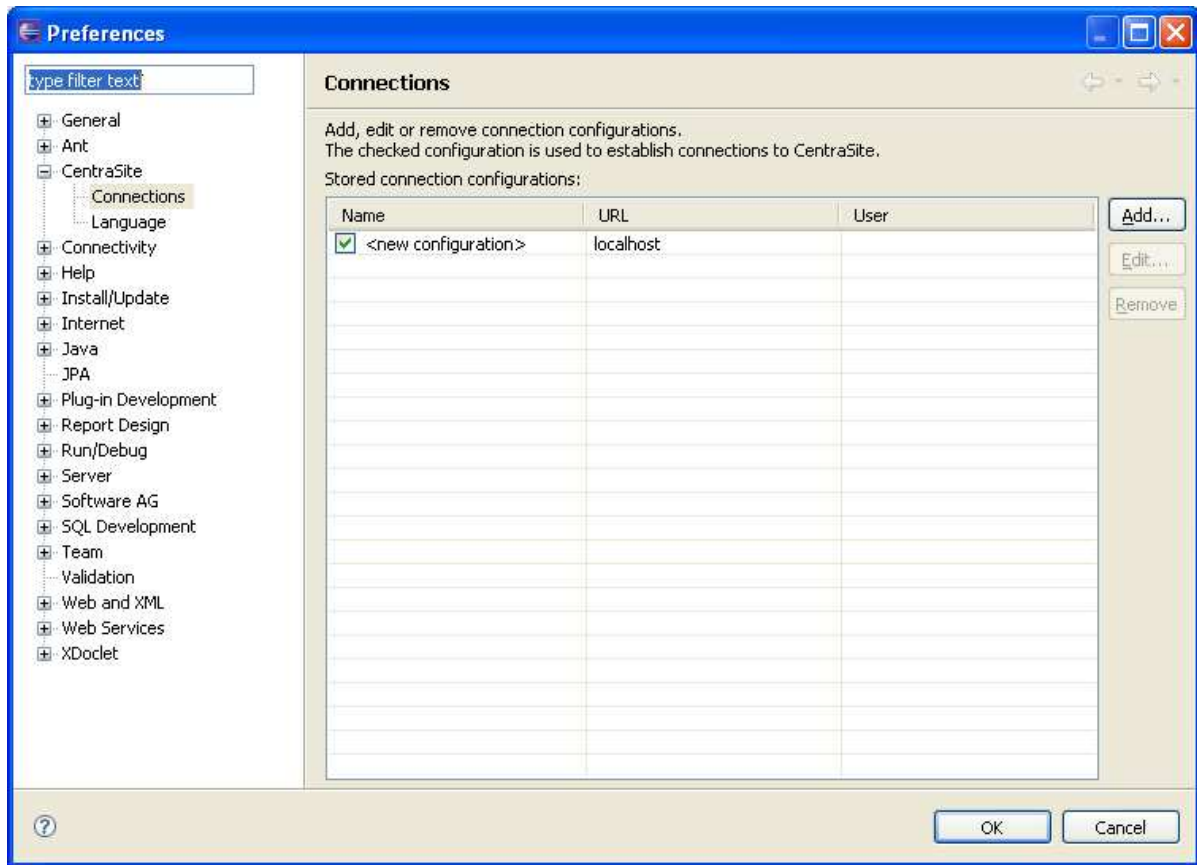 Preferences
type filter text
General
Ant
CentraSite
Connections
Language
Connectivity
Help
Install/Update
Internet
Java
JPA
Plug-in Development
Report Design
Run/Debug
Server
Software AG
SQL Development
Team
Validation
Web and XML
Web Services
XDoclet
Connections
Add, edit or remove connection configurations.
The checked configuration is used to establish connections to CentraSite.
Stored connection configurations:
Name URL User
<new configuration> localhost
Add...
Edit...
Remove
OK Cancel